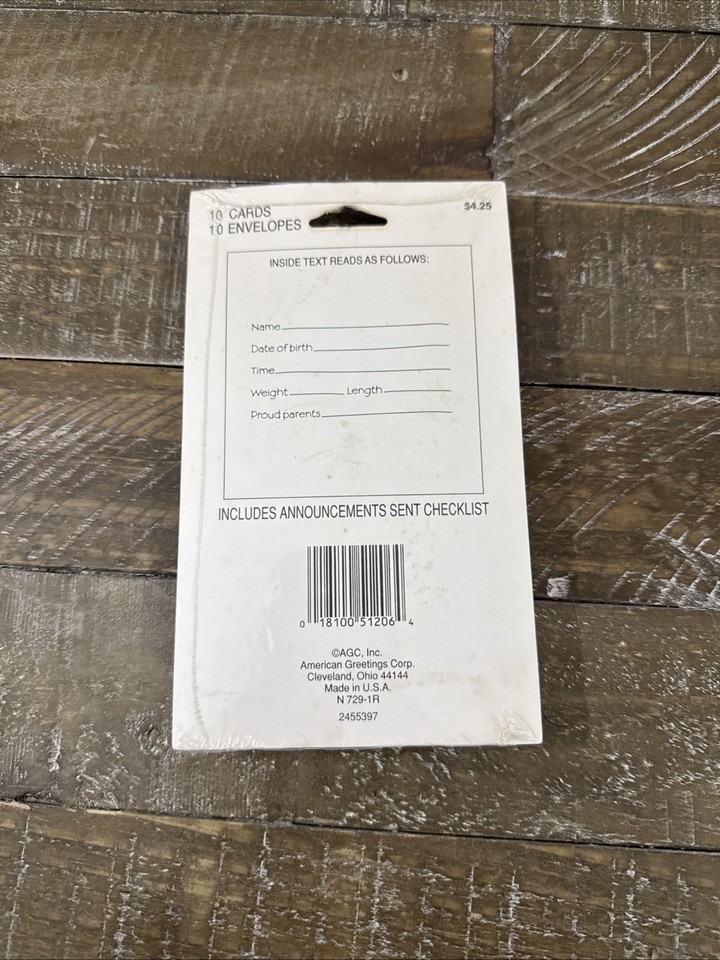 10 CARDS
10 ENVELOPES
$4.25
INSIDE TEXT READS AS FOLLOWS:
Name
Date of birth
Time
Weight Length
Proud parents
INCLUDES ANNOUNCEMENTS SENT CHECKLIST
0 18100 51206 4
©AGC, Inc.
American Greetings Corp.
Cleveland, Ohio 44144
Made in U.S.A.
N 729-1R
2455397